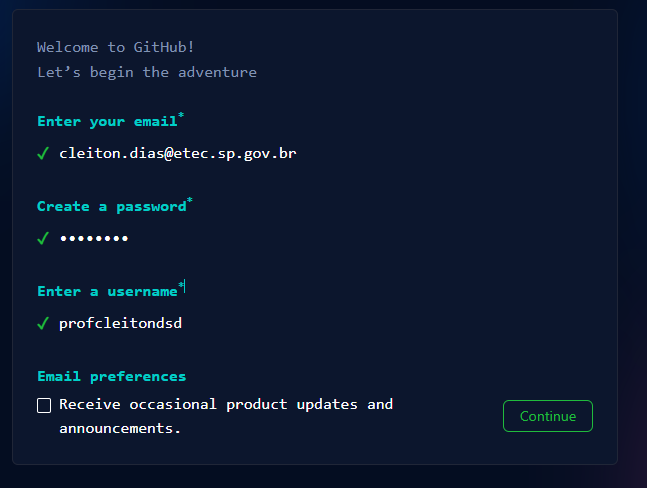 Welcome to GitHub!
Let’s begin the adventure
Enter your email*
✓ cleiton.dias@etec.sp.gov.br
Create a password*
✓ ••••••••
Enter a username*
✓ profcleitondsd
Email preferences
Receive occasional product updates and
announcements.
Continue